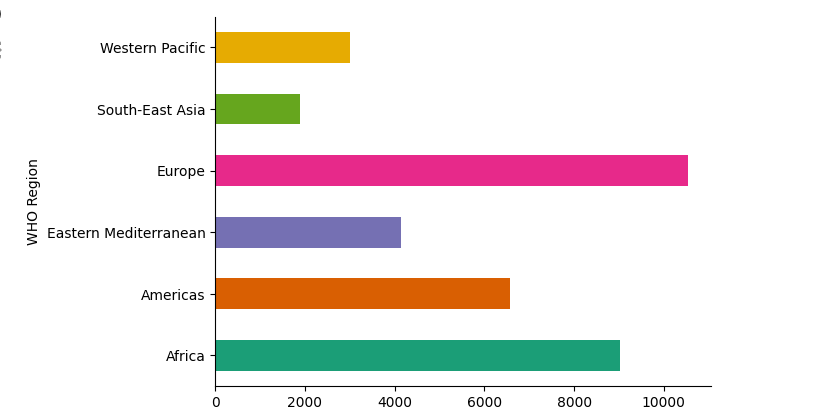 Western Pacific
South-East Asia
Europe
WHO Region
Eastern Mediterranean
Americas
Africa
0 2000 4000 6000 8000 10000